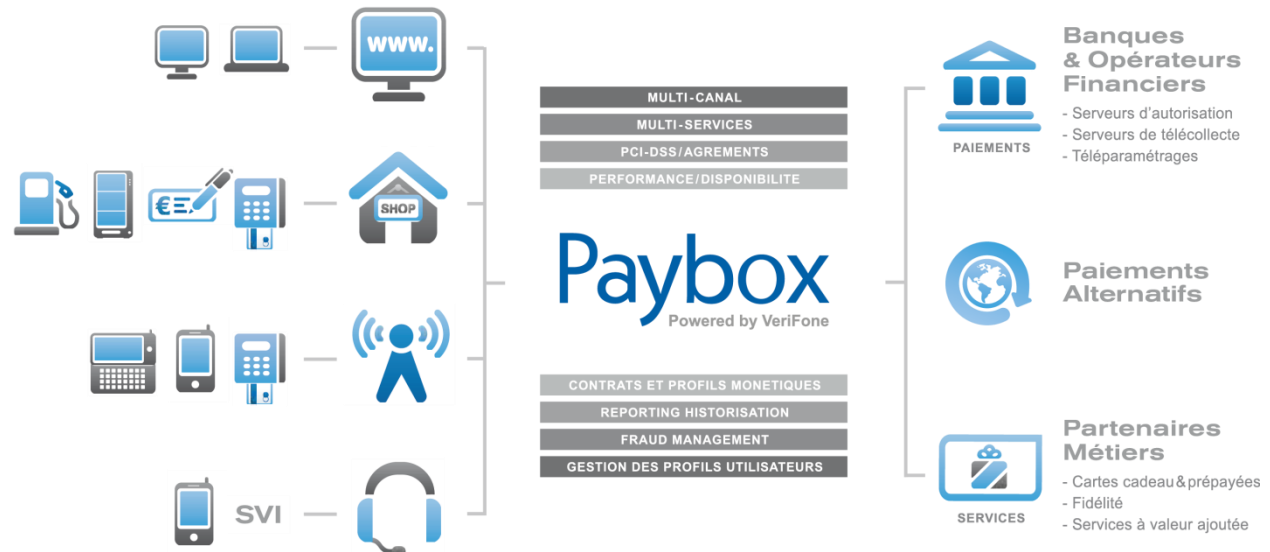 www.
SHOP
€
SVI
MULTI-CANAL
MULTI-SERVICES
PCI-DSS/AGREMENTS
PERFORMANCE/DISPONIBILITE
Paybox
Powered by VeriFone
CONTRATS ET PROFILS MONETIQUES
REPORTING HISTORISATION
FRAUD MANAGEMENT
GESTION DES PROFILS UTILISATEURS
PAIEMENTS
Banques
& Opérateurs
Financiers
- Serveurs d'autorisation
- Serveurs de télécollecte
- Téléparamétrages
Paiements
Alternatifs
SERVICES
Partenaires
Métiers
- Cartes cadeau & prépayées
- Fidélité
- Services à valeur ajoutée